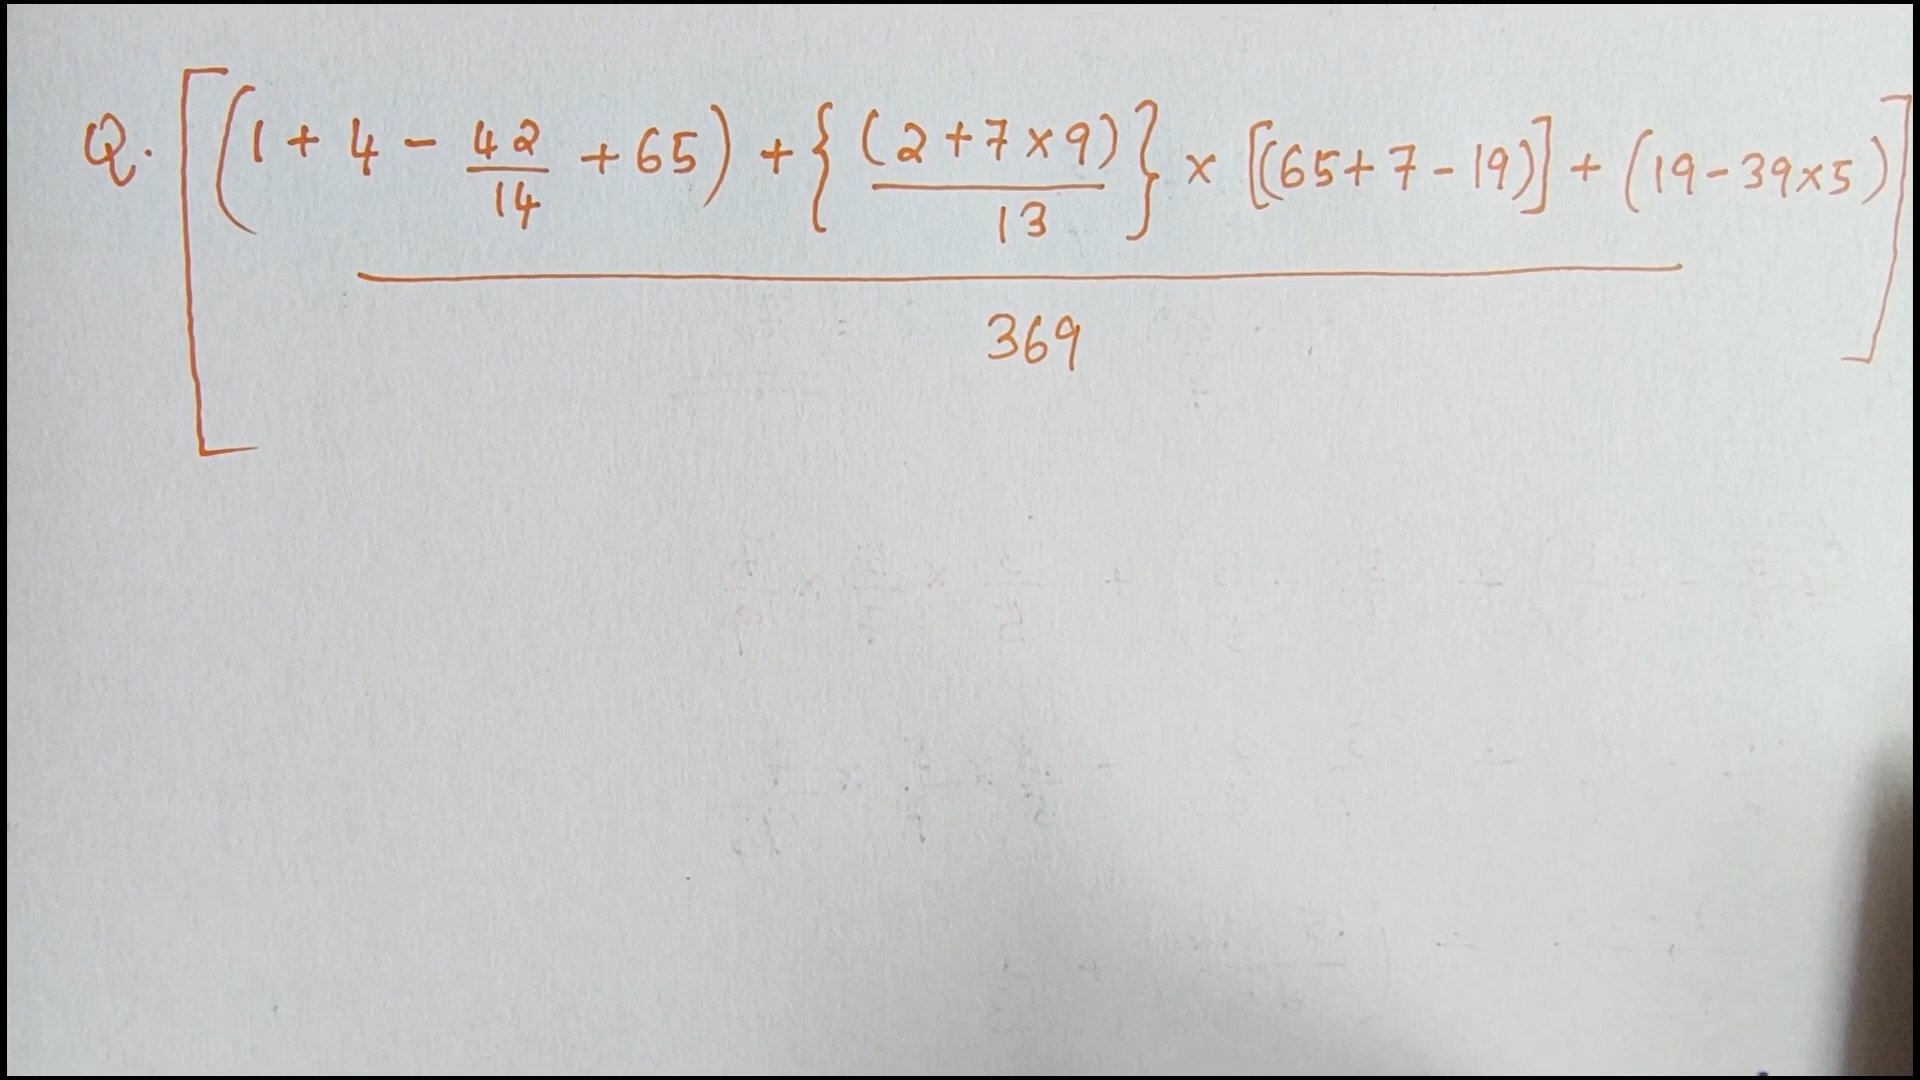 Q. [(1 + 4 - 42/14 + 65) + {(2 + 7 × 9)/13} × [(65 + 7 - 19)] + (19 - 39 × 5)]
369